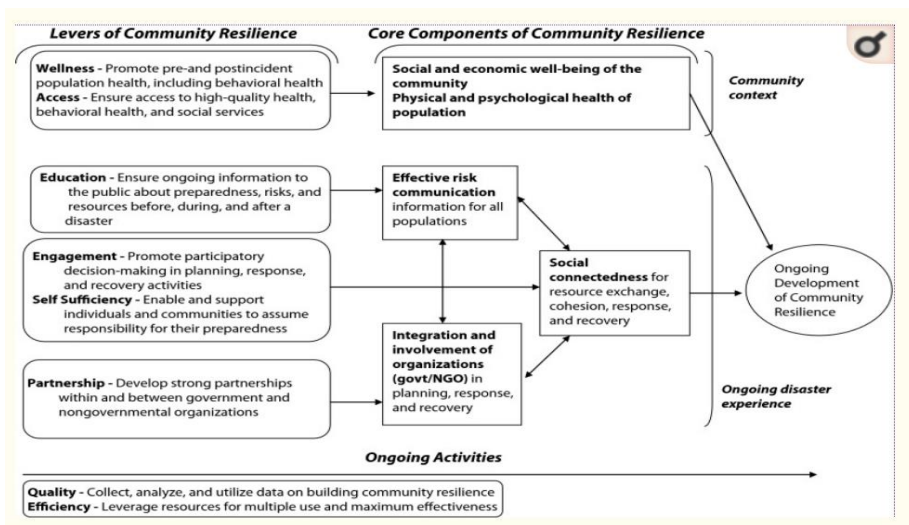 Levers of Community Resilience
Core Components of Community Resilience
Wellness - Promote pre-and postincident
population health, including behavioral health
Access - Ensure access to high-quality health,
behavioral health, and social services
Social and economic well-being of the
community
Physical and psychological health of
population
Community
context
Education - Ensure ongoing information to
the public about preparedness, risks, and
resources before, during, and after a
disaster
Effective risk
communication
information for all
populations
Engagement - Promote participatory
decision-making in planning, response,
and recovery activities
Self Sufficiency - Enable and support
individuals and communities to assume
responsibility for their preparedness
Social
connectedness for
resource exchange,
cohesion, response,
and recovery
Ongoing
Development
of Community
Resilience
Integration and
involvement of
organizations
(govt/NGO) in
planning, response,
and recovery
Partnership - Develop strong partnerships
within and between government and
nongovernmental organizations
Ongoing disaster
experience
Ongoing Activities
Quality - Collect, analyze, and utilize data on building community resilience
Efficiency - Leverage resources for multiple use and maximum effectiveness